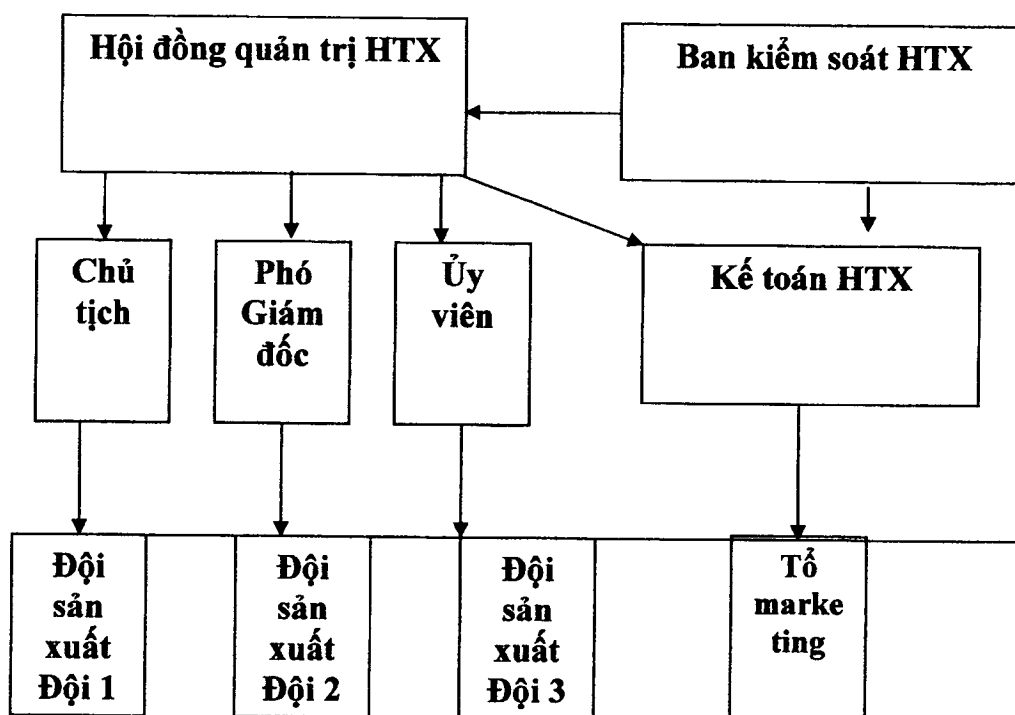 Hội đồng quản trị HTX
Ban kiểm soát HTX
Chủ
tịch
Phó
Giám
đốc
Ủy
viên
Kế toán HTX
Đội
sản
xuất
Đội 1
Đội
sản
xuất
Đội 2
Đội
sản
xuất
Đội 3
Tổ
marke
ting